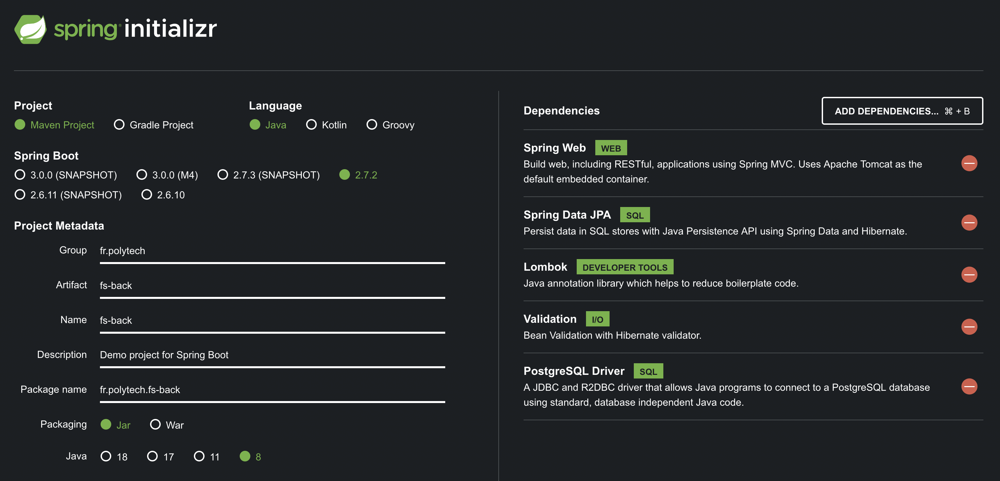 spring® initializr
Project
Maven Project Gradle Project
Language
Java Kotlin Groovy
Spring Boot
3.0.0 (SNAPSHOT) 3.0.0 (M4) 2.7.3 (SNAPSHOT) 2.7.2
2.6.11 (SNAPSHOT) 2.6.10
Project Metadata
Group fr.polytech
Artifact fs-back
Name fs-back
Description Demo project for Spring Boot
Package name fr.polytech.fs-back
Packaging Jar War
Java 18 17 11 8
Dependencies
ADD DEPENDENCIES... ⌘ + B
Spring Web WEB
Build web, including RESTful, applications using Spring MVC. Uses Apache Tomcat as the
default embedded container.
Spring Data JPA SQL
Persist data in SQL stores with Java Persistence API using Spring Data and Hibernate.
Lombok DEVELOPER TOOLS
Java annotation library which helps to reduce boilerplate code.
Validation I/O
Bean Validation with Hibernate validator.
PostgreSQL Driver SQL
A JDBC and R2DBC driver that allows Java programs to connect to a PostgreSQL database
using standard, database independent Java code.